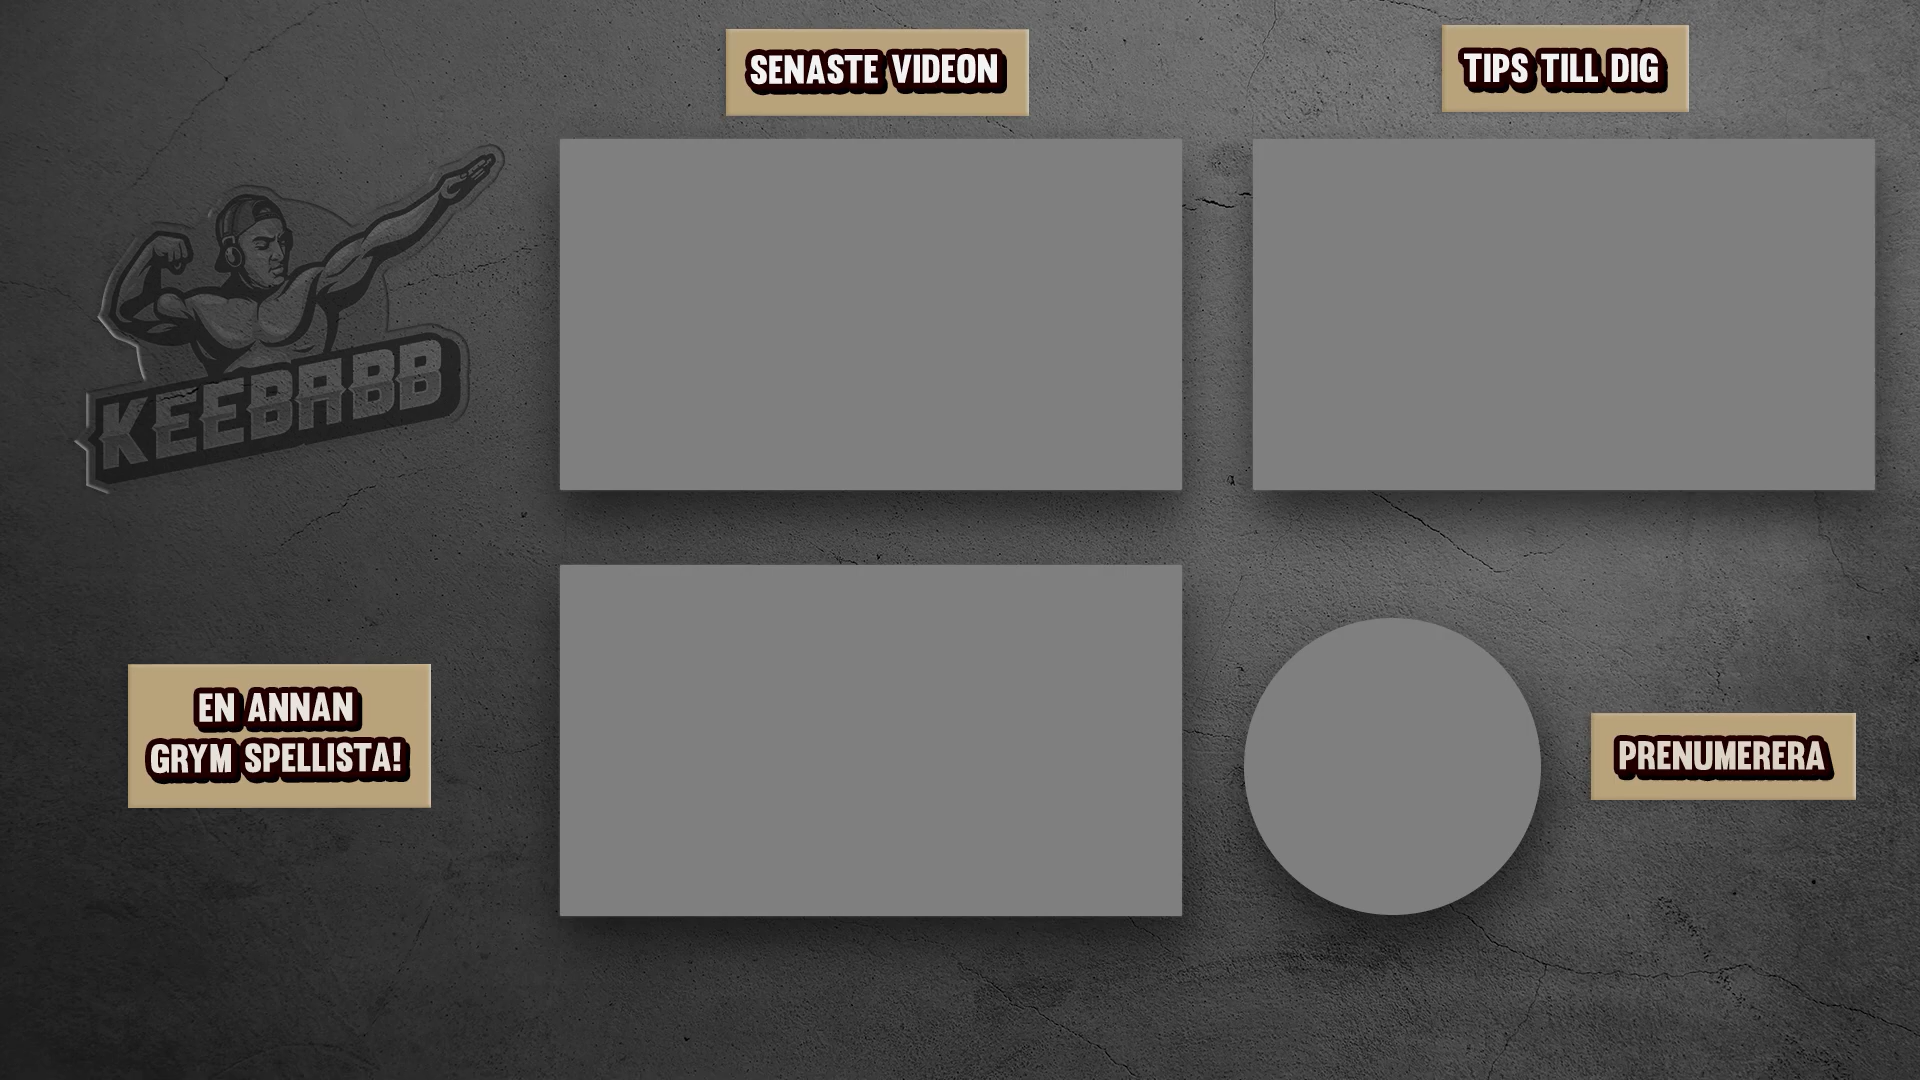 SENASTE VIDEON
TIPS TILL DIG
KEEBABB
EN ANNAN
GRYM SPELLISTA!
PRENUMERERA